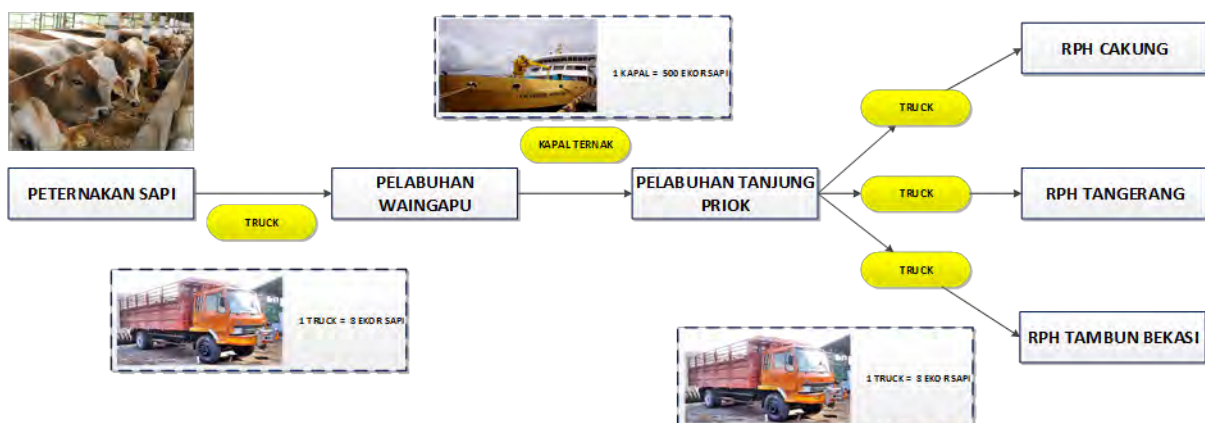 1 KAPAL = 500 EKOR SAPI
KAPAL TERNAK
PETERNAKAN SAPI
TRUCK
PELABUHAN
WAINGAPU
PELABUHAN TANJUNG
PRIOK
TRUCK
RPH CAKUNG
TRUCK
RPH TANGERANG
TRUCK
RPH TAMBUN BEKASI
1 TRUCK = 8 EKOR SAPI
1 TRUCK = 8 EKOR SAPI